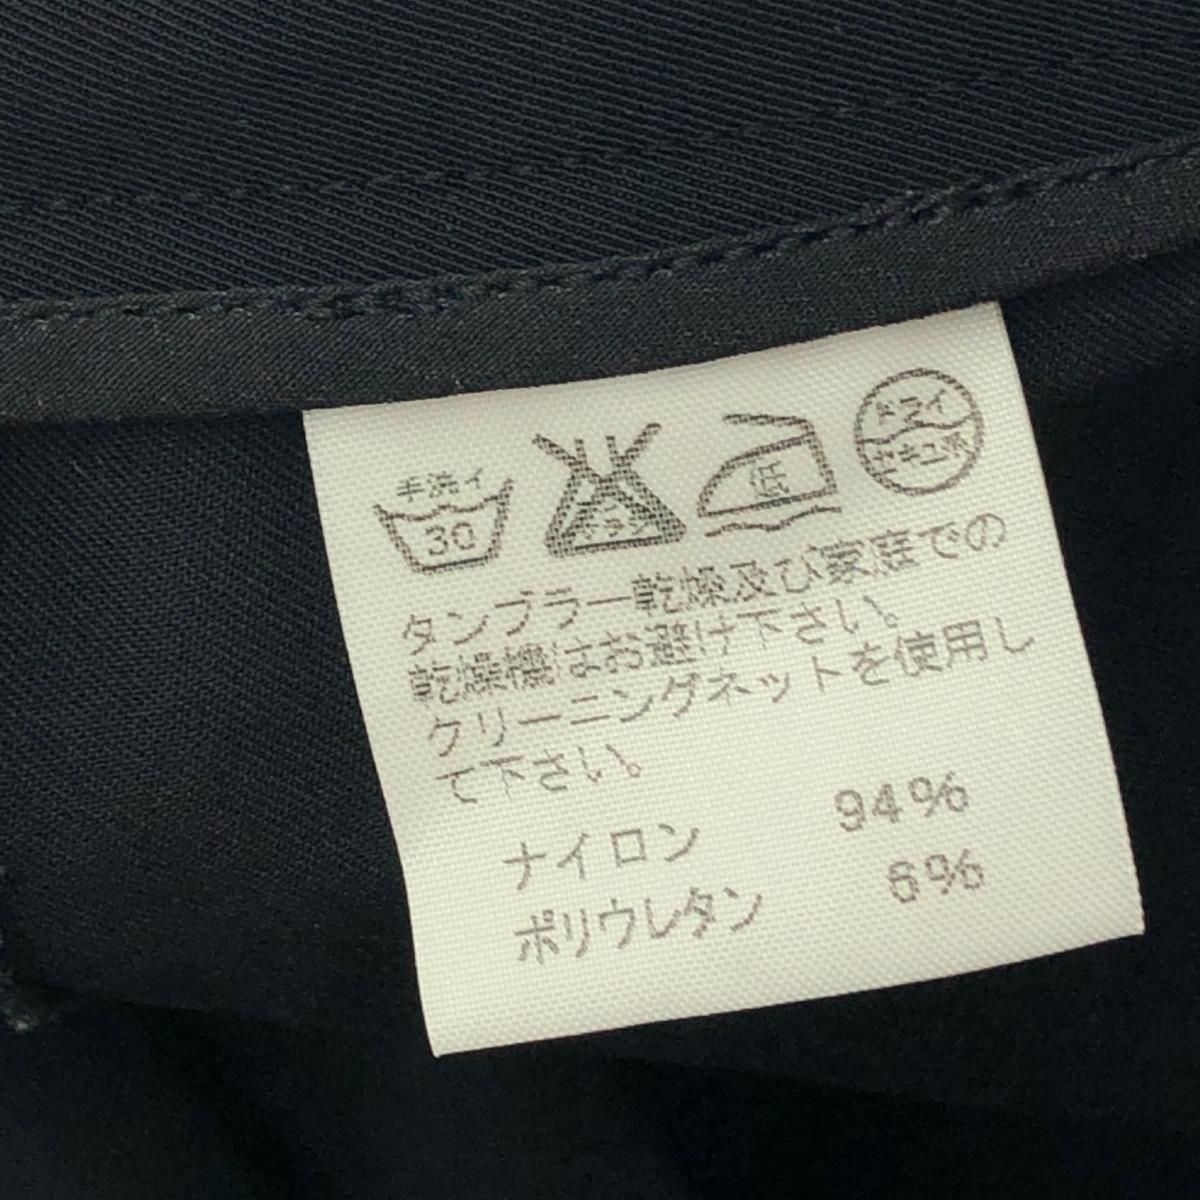 手洗イ
30
エンソ
サラシ
低
ドライ
セキユ系
タンブラー乾燥及び家庭での
乾燥機はお避け下さい。
クリーニングネットを使用し
て下さい。
ナイロン 94%
ポリウレタン 6%